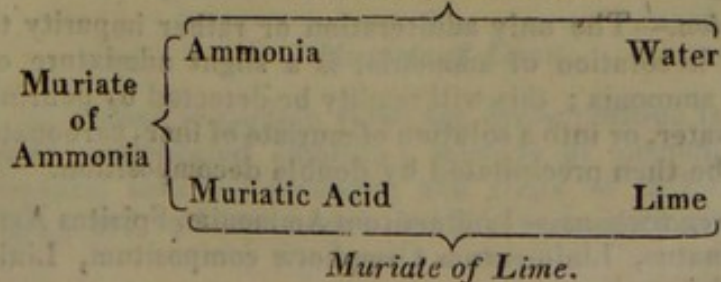 Ammonia Water
Muriate
of
Ammonia
Muriatic Acid Lime
Muriate of Lime.